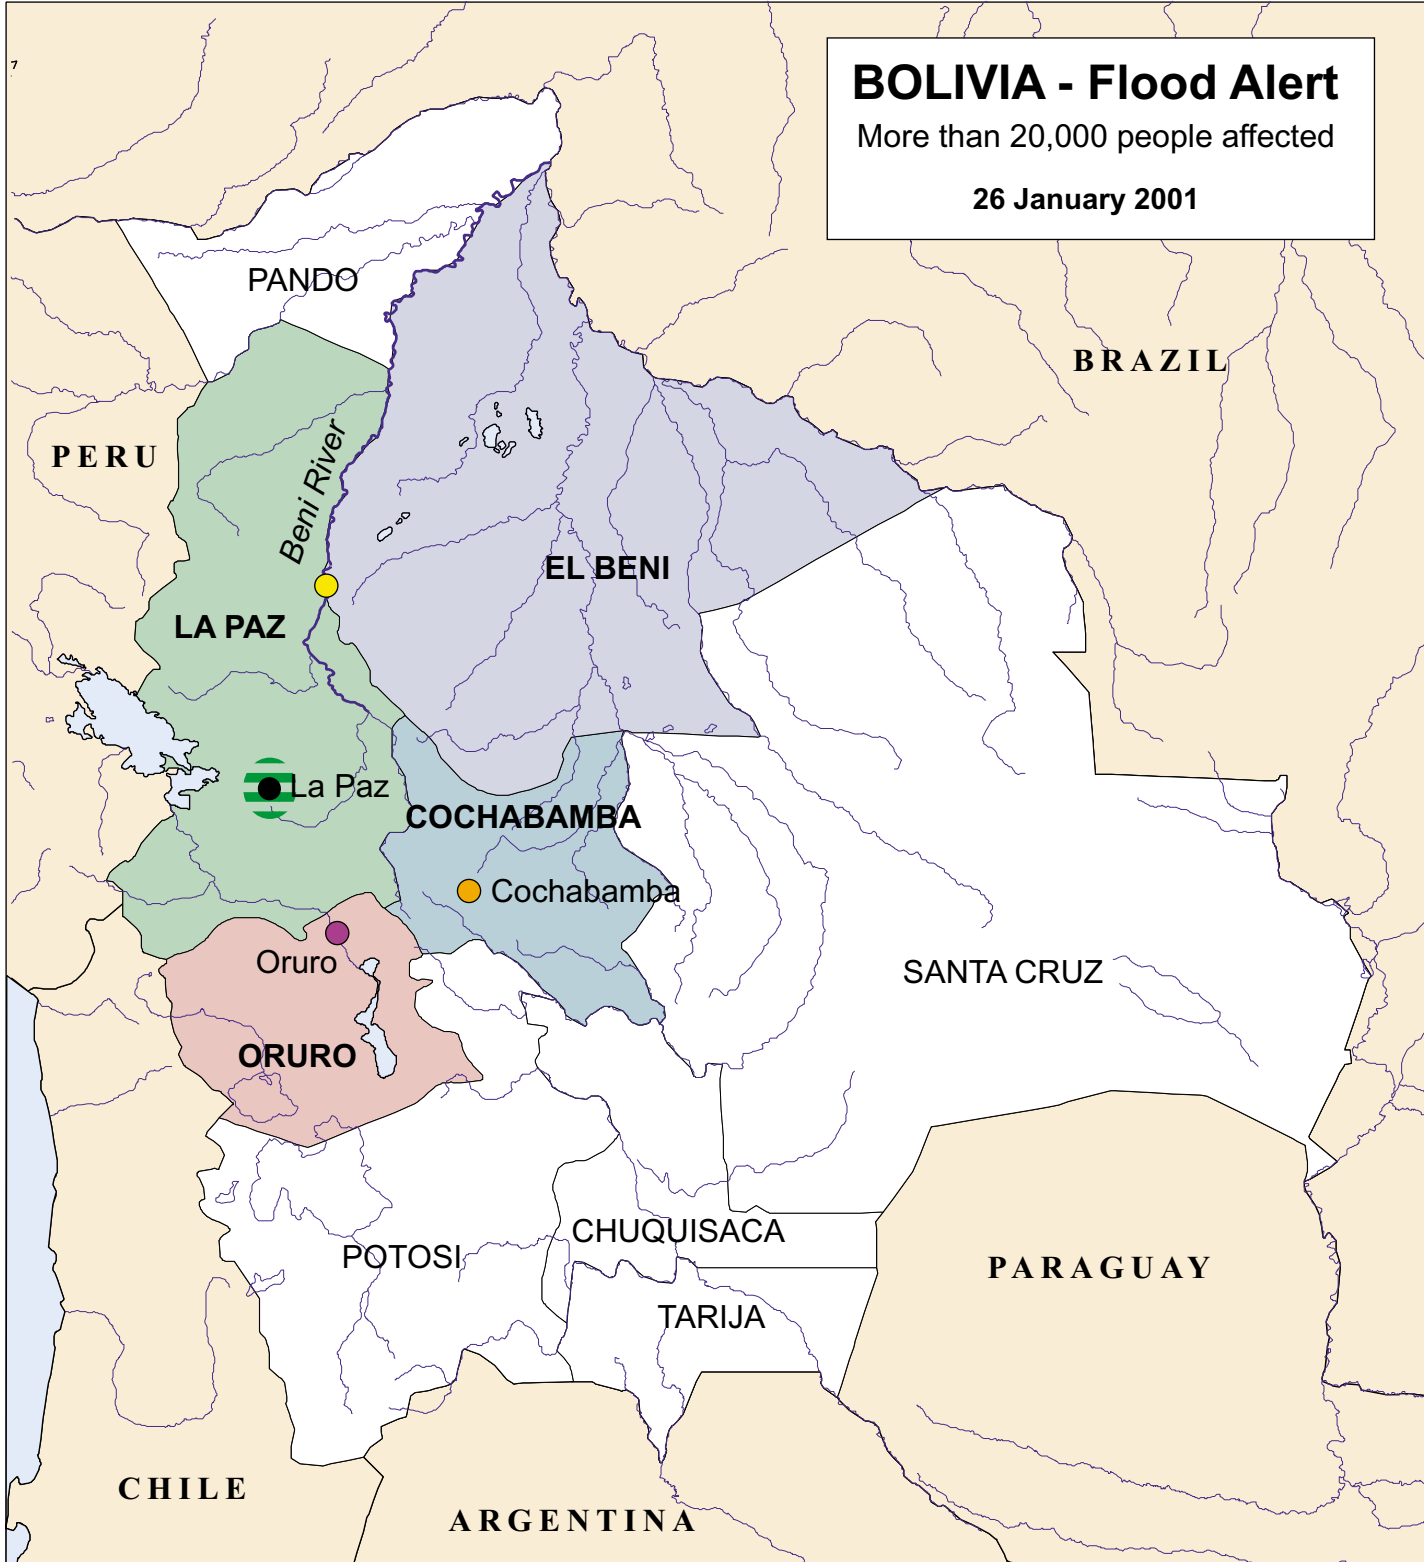 7
BOLIVIA - Flood Alert
More than 20,000 people affected
26 January 2001
PANDO
BRAZIL
PERU
Beni River
EL BENI
LA PAZ
La Paz
COCHABAMBA
Cochabamba
Oruro
SANTA CRUZ
ORURO
CHUQUISACA
POTOSI
PARAGUAY
TARIJA
CHILE
ARGENTINA